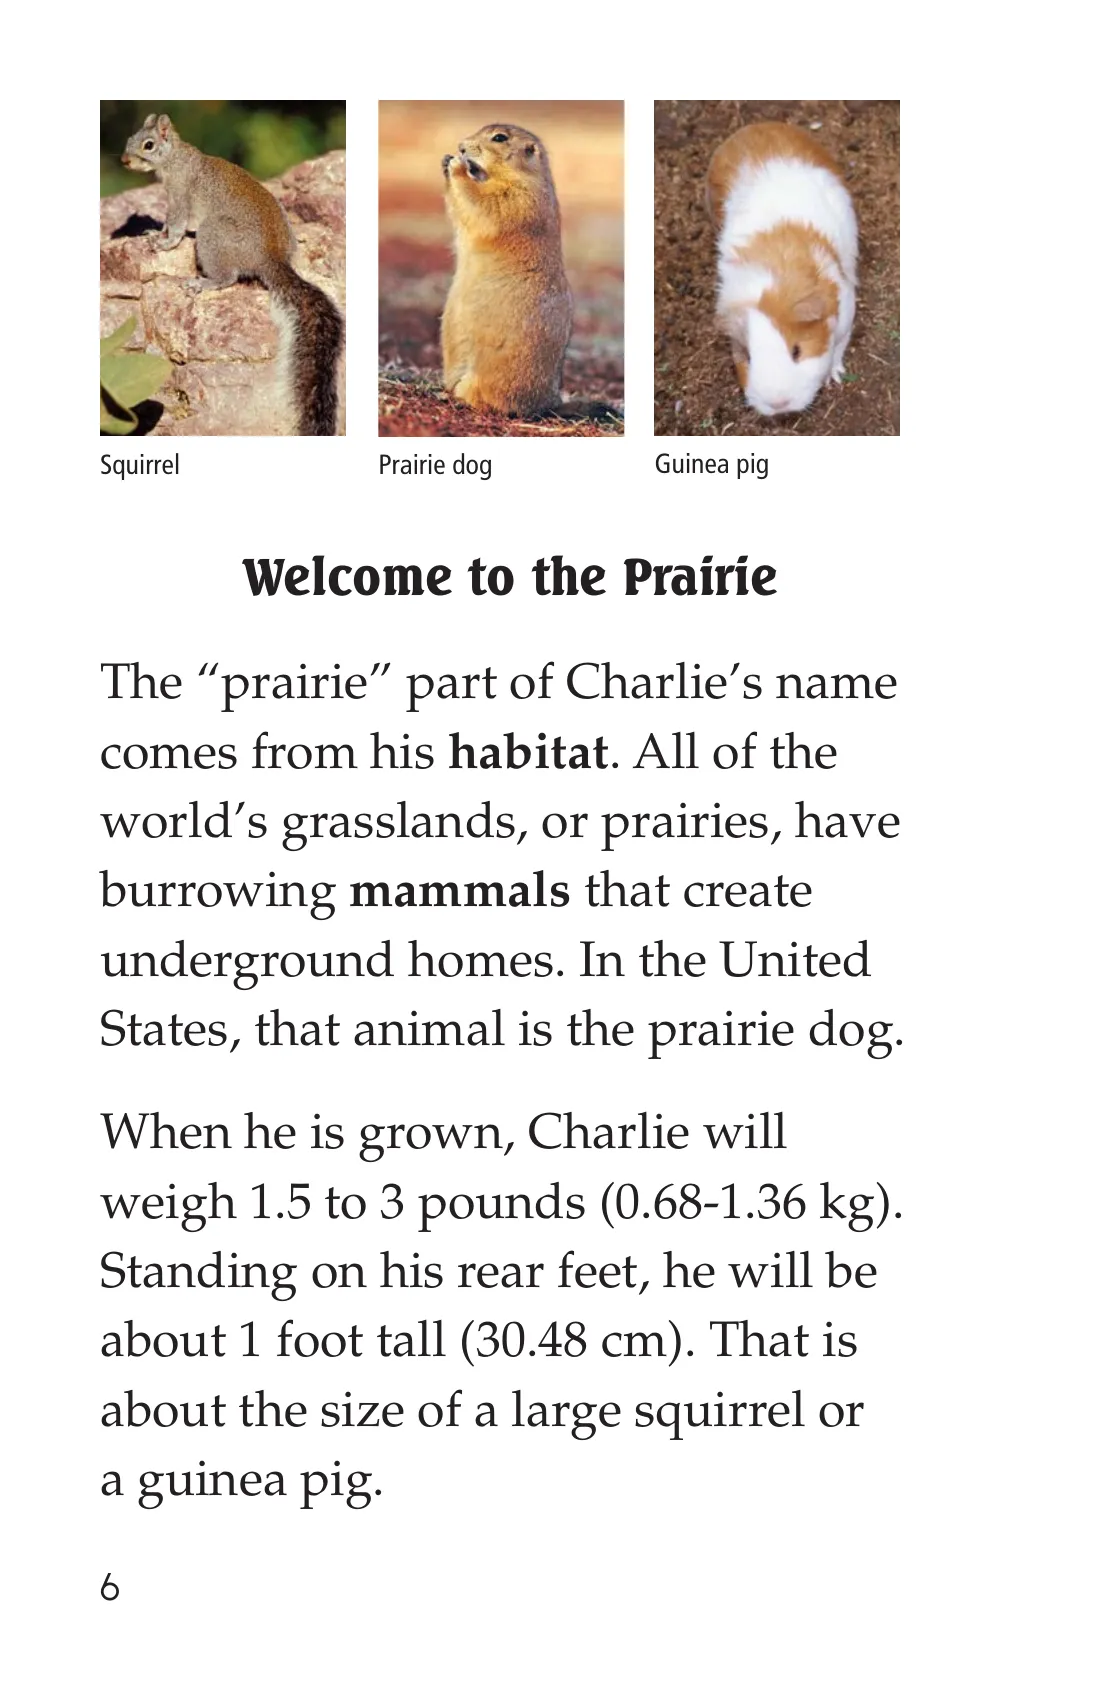 Squirrel
Prairie dog
Guinea pig
Welcome to the Prairie
The “prairie” part of Charlie’s name
comes from his habitat. All of the
world’s grasslands, or prairies, have
burrowing mammals that create
underground homes. In the United
States, that animal is the prairie dog.
When he is grown, Charlie will
weigh 1.5 to 3 pounds (0.68-1.36 kg).
Standing on his rear feet, he will be
about 1 foot tall (30.48 cm). That is
about the size of a large squirrel or
a guinea pig.
6